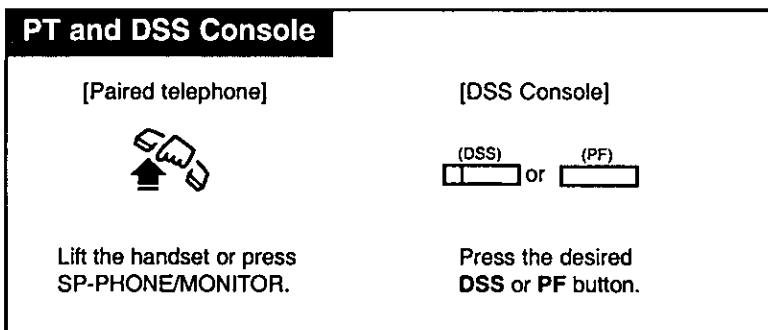 PT and DSS Console
[Paired telephone]
[DSS Console]
(DSS)
or
(PF)
Lift the handset or press
SP-PHONE/MONITOR.
Press the desired
DSS or PF button.